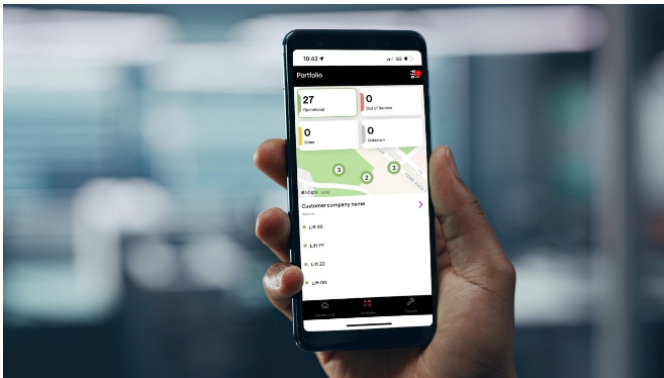 10:42
5G
Portfolio
27
Operational
0
Out of Service
0
Other
0
Unknown
3
2
3
Maps
Customer company name
Lift XX
Lift YY
Lift ZZ
Portfolio